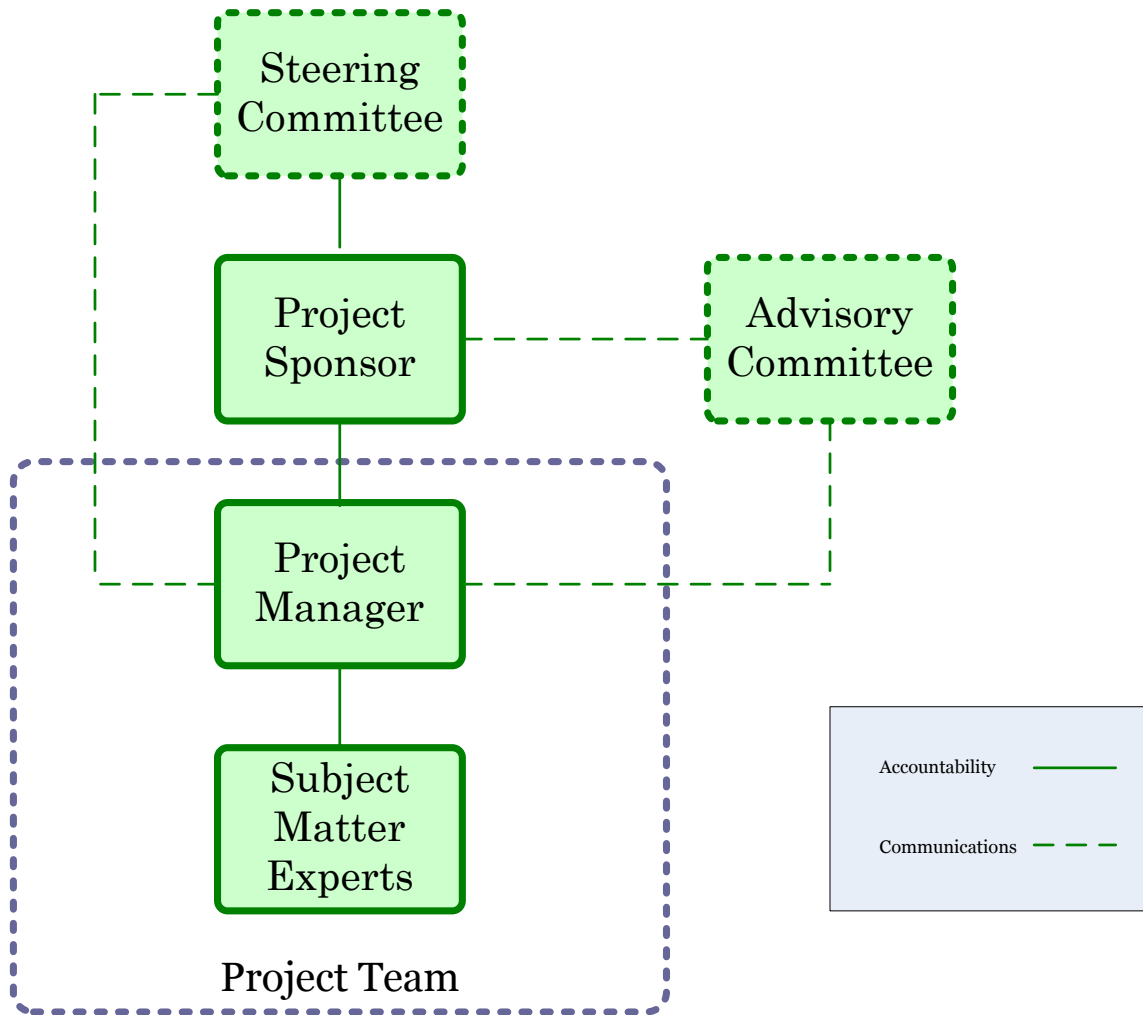 Steering
Committee
Project
Sponsor
Advisory
Committee
Project
Manager
Subject
Matter
Experts
Project Team
Accountability
Communications